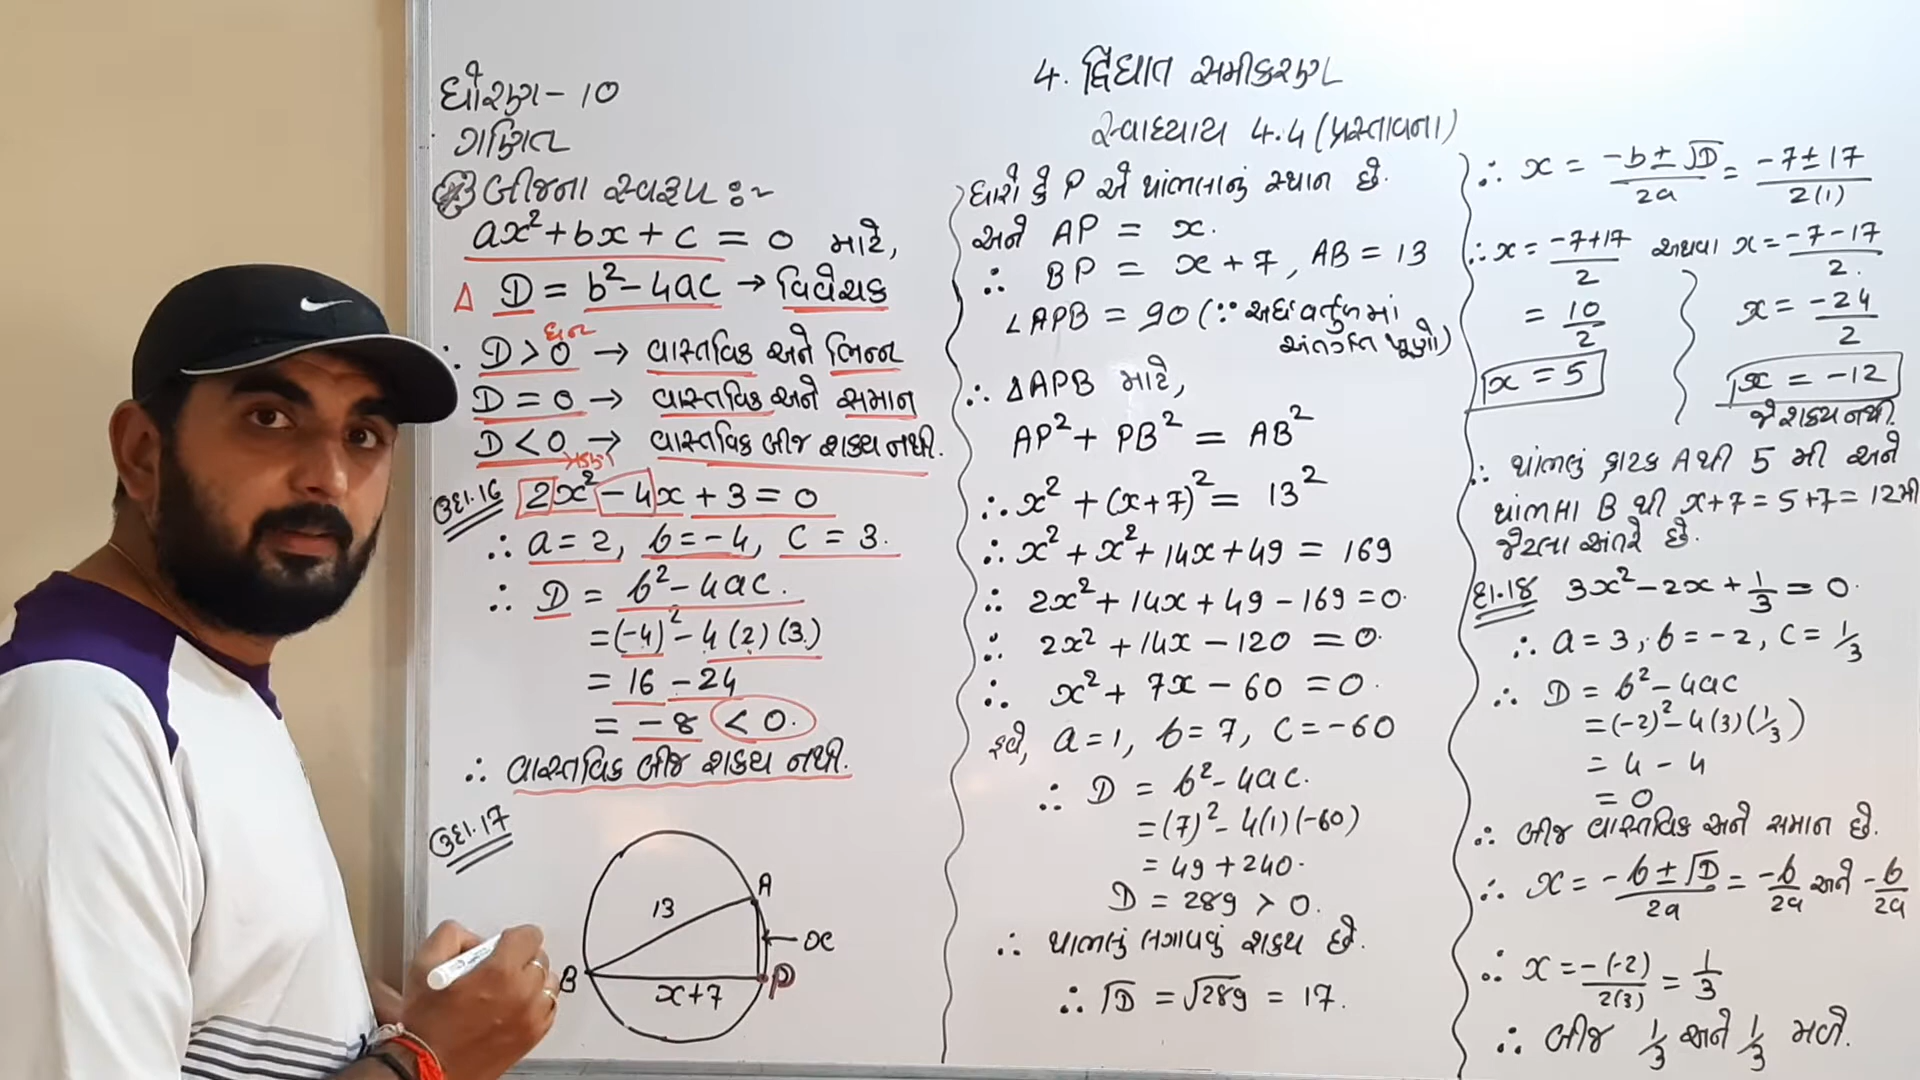 ધોરણ-10
ગણિત
4. દ્વિઘાત સમીકરણ
સ્વાધ્યાય 4.4 (પ્રસ્તાવના)
બીજના સ્વરૂપ :~
ax²+bx+c = 0 માટે,
Δ D = b²-4ac → વિવેચક
ધન
∴ D > 0 → વાસ્તવિક અને ભિન્ન
D = 0 → વાસ્તવિક અને સમાન
D < 0 → વાસ્તવિક બીજ શક્ય નથી.
ઉદા.16 2x²-4x+3=0
∴ a=2, b=-4, c=3.
∴ D = b²-4ac.
=(-4)²-4(2)(3)
= 16-24
= -8 < 0.
∴ વાસ્તવિક બીજ શક્ય નથી.
ઉદા.17
A
13
x
B
x+7
P
ધારો કે P એ થાંભલાનું સ્થાન છે.
અને AP = x.
∴ BP = x+7, AB = 13
∠APB = 90 (∵ અર્ધવર્તુળમાં
અંતર્ગત ખૂણો)
∴ ΔAPB માટે,
AP²+ PB² = AB²
∴ x² + (x+7)² = 13²
∴ x²+x²+14x+49 = 169
∴ 2x²+14x+49-169=0.
∴ 2x²+14x-120 = 0.
∴ x²+ 7x-60 = 0.
હવે, a=1, b=7, c=-60
∴ D = b²-4ac.
=(7)²-4(1)(-60)
= 49+240.
D = 289 > 0.
∴ થાંભલું લગાવવું શક્ય છે.
∴ √D = √289 = 17.
∴ x = -b±√D/2a = -7±17/2(1)
∴ x = -7+17/2 અથવા x = -7-17/2.
= 10/2 x = -24/2
x = 5 x = -12
જે શક્ય નથી.
∴ થાંભલું ફાટક A થી 5 મી અને
થાંભલા B થી x+7=5+7=12મી
જેટલા અંતરે છે.
ઉદા.18 3x²-2x+1/3=0.
∴ a=3, b=-2, c=1/3
∴ D = b²-4ac
=(-2)²-4(3)(1/3)
= 4-4
= 0
∴ બીજ વાસ્તવિક અને સમાન છે.
∴ x = -b±√D/2a = -b/2a અને -b/2a
∴ x = -(-2)/2(3) = 1/3
∴ બીજ 1/3 અને 1/3 મળે.